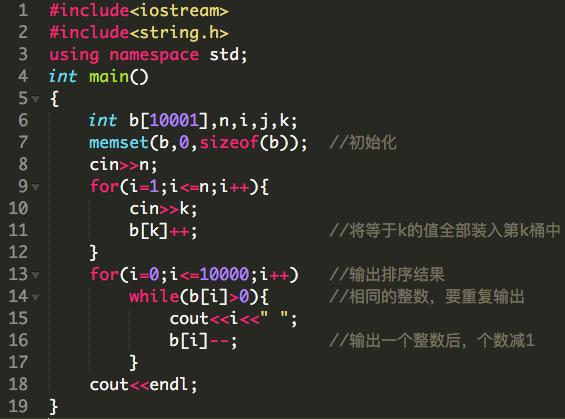 1 #include<iostream>
2 #include<string.h>
3 using namespace std;
4 int main()
5 {
6 int b[10001],n,i,j,k;
7 memset(b,0,sizeof(b)); //初始化
8 cin>>n;
9 for(i=1;i<=n;i++){
10 cin>>k;
11 b[k]++; //将等于k的值全部装入第k桶中
12 }
13 for(i=0;i<=10000;i++) //输出排序结果
14 while(b[i]>0){ //相同的整数，要重复输出
15 cout<<i<<" ";
16 b[i]--; //输出一个整数后，个数减1
17 }
18 cout<<endl;
19 }